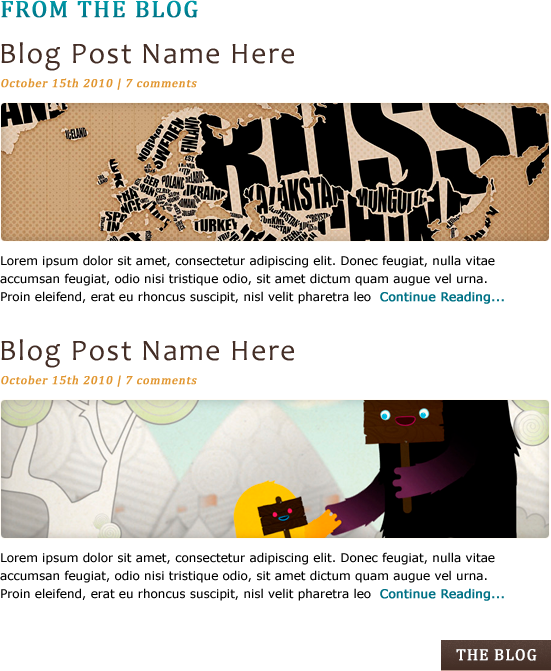 FROM THE BLOG
Blog Post Name Here
October 15th 2010 | 7 comments
ICELAND
NORWAY
SWEDEN
FINLAND
RUSS
U.K
GER
POLAND
UKRAINE
KAZAKSTAN
MONGOLIA
TURKEY
CHIN
Lorem ipsum dolor sit amet, consectetur adipiscing elit. Donec feugiat, nulla vitae
accumsan feugiat, odio nisi tristique odio, sit amet dictum quam augue vel urna.
Proin eleifend, erat eu rhoncus suscipit, nisl velit pharetra leo Continue Reading...
Blog Post Name Here
October 15th 2010 | 7 comments
Lorem ipsum dolor sit amet, consectetur adipiscing elit. Donec feugiat, nulla vitae
accumsan feugiat, odio nisi tristique odio, sit amet dictum quam augue vel urna.
Proin eleifend, erat eu rhoncus suscipit, nisl velit pharetra leo Continue Reading...
THE BLOG